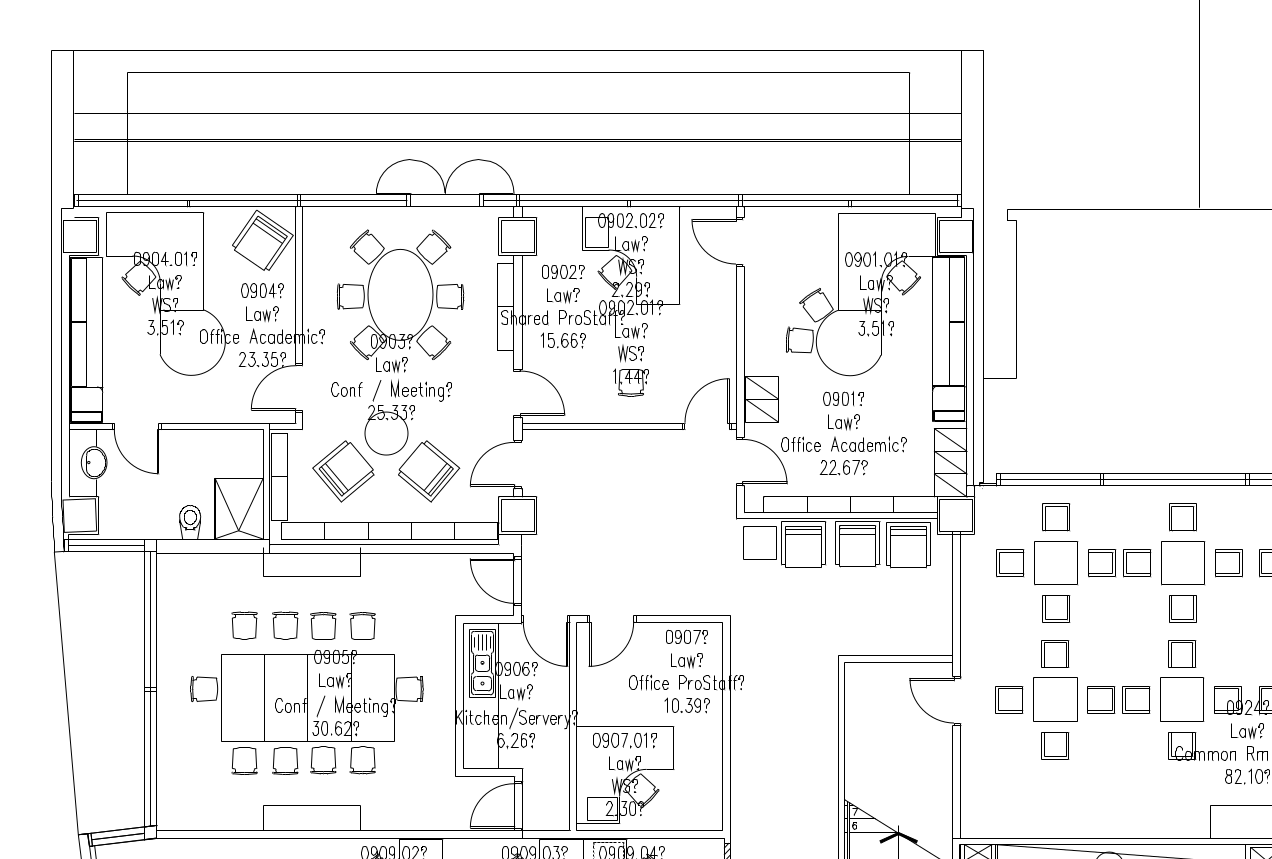 0904.01?
Law?
WS?
3.51?
0904?
Law?
Office Academic?
23.35?
0903?
Law?
Conf / Meeting?
25.33?
0902?
Law?
Shared ProStaff?
15.66?
0902.02?
Law?
WS?
2.29?
0902.01?
Law?
WS?
1.44?
0901.01?
Law?
WS?
3.51?
0901?
Law?
Office Academic?
22.67?
0905?
Law?
Conf / Meeting?
30.62?
0906?
Law?
Kitchen/Servery?
6.26?
0907?
Law?
Office ProStaff?
10.39?
0907.01?
Law?
WS?
2.30?
0924?
Law?
Common Rm
82.10?
7
6
0909.02?
0909.03?
0909.04?